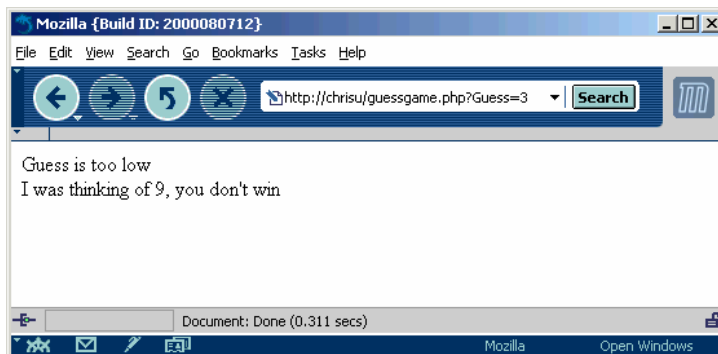 Mozilla {Build ID: 2000080712}
File Edit View Search Go Bookmarks Tasks Help
http://chrisu/guessgame.php?Guess=3 Search
Guess is too low
I was thinking of 9, you don't win
Document: Done (0.311 secs)
Mozilla Open Windows